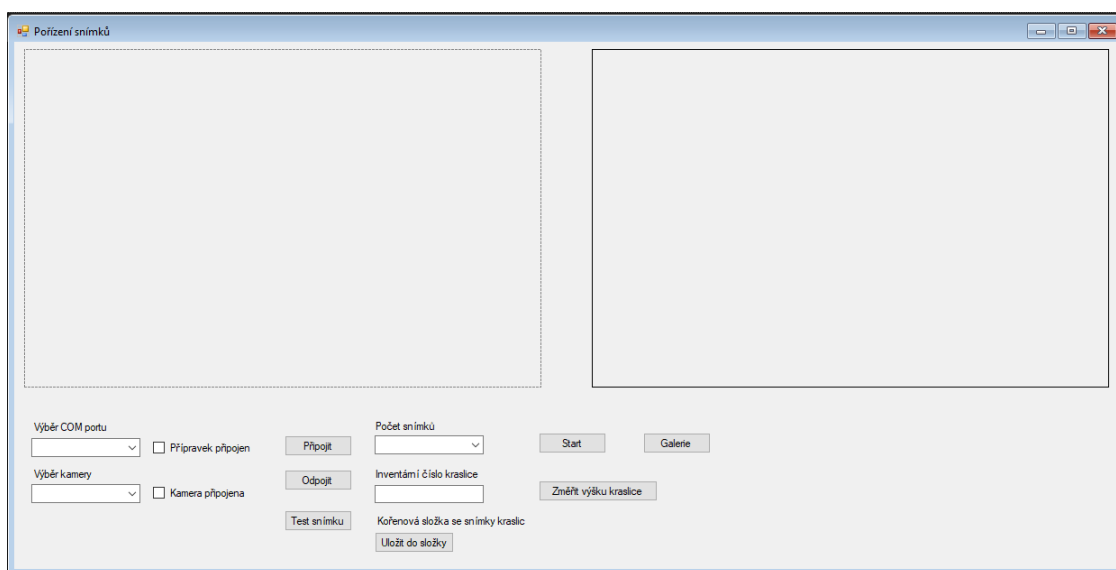 Pořízení snímků
Výběr COM portu
Přípravek připojen
Připojit
Počet snímků
Start
Galerie
Výběr kamery
Kamera připojena
Odpojit
Inventární číslo kraslice
Změřit výšku kraslice
Test snímku
Kořenová složka se snímky kraslic
Uložit do složky